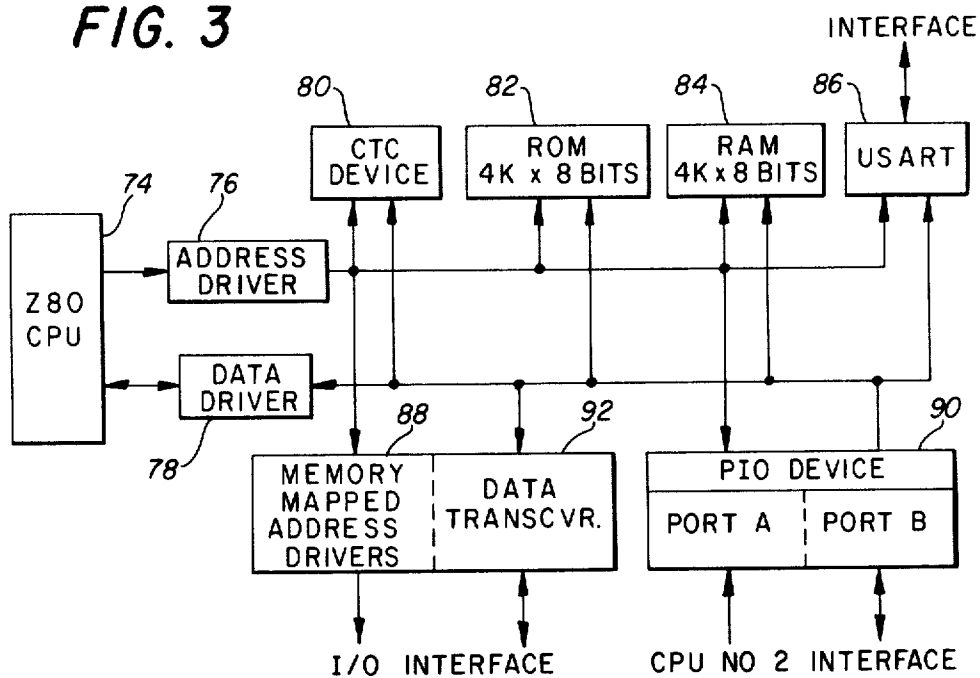 FIG. 3
INTERFACE
80
82
84
86
CTC
DEVICE
ROM
4K x 8 BITS
RAM
4K x 8 BITS
USART
74
76
Z80
CPU
ADDRESS
DRIVER
DATA
DRIVER
78
88
92
90
MEMORY
MAPPED
ADDRESS
DRIVERS
DATA
TRANSCVR.
PIO DEVICE
PORT A
PORT B
I/O INTERFACE
CPU NO 2 INTERFACE